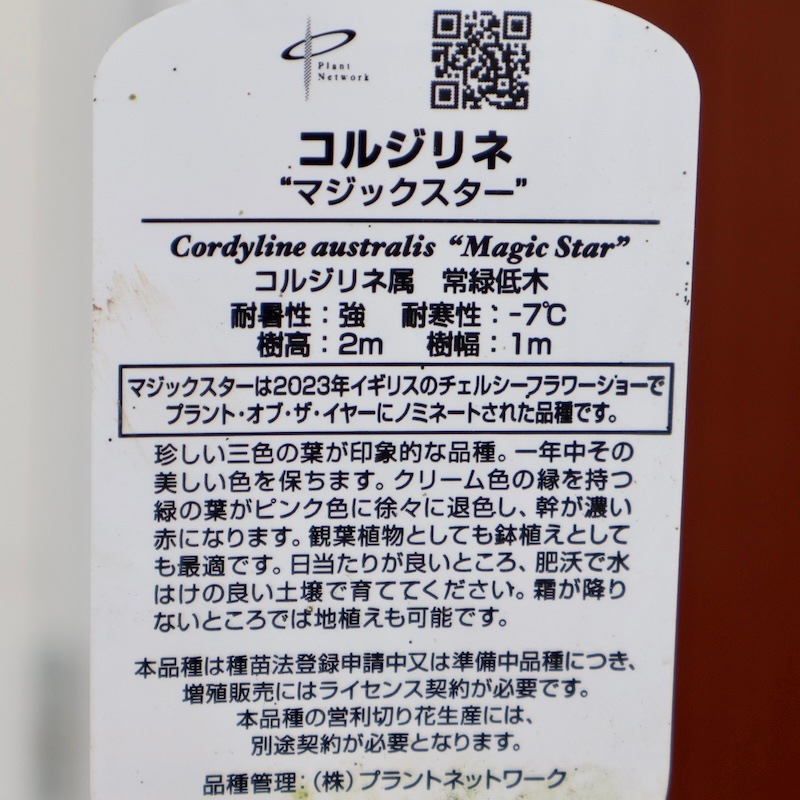 Plant
Network
コルジリネ
“マジックスター”
Cordyline australis “Magic Star”
コルジリネ属　常緑低木
耐暑性：強　耐寒性：-7℃
樹高：2m　樹幅：1m
マジックスターは2023年イギリスのチェルシーフラワーショーで
プラント・オブ・ザ・イヤーにノミネートされた品種です。
珍しい三色の葉が印象的な品種。一年中その
美しい色を保ちます。クリーム色の縁を持つ
緑の葉がピンク色に徐々に退色し、幹が濃い
赤になります。観葉植物としても鉢植えとして
も最適です。日当たりが良いところ、肥沃で水
はけの良い土壌で育ててください。霜が降り
ないところでは地植えも可能です。
本品種は種苗法登録申請中又は準備中品種につき、
増殖販売にはライセンス契約が必要です。
本品種の営利切り花生産には、
別途契約が必要となります。
品種管理：（株）プラントネットワーク